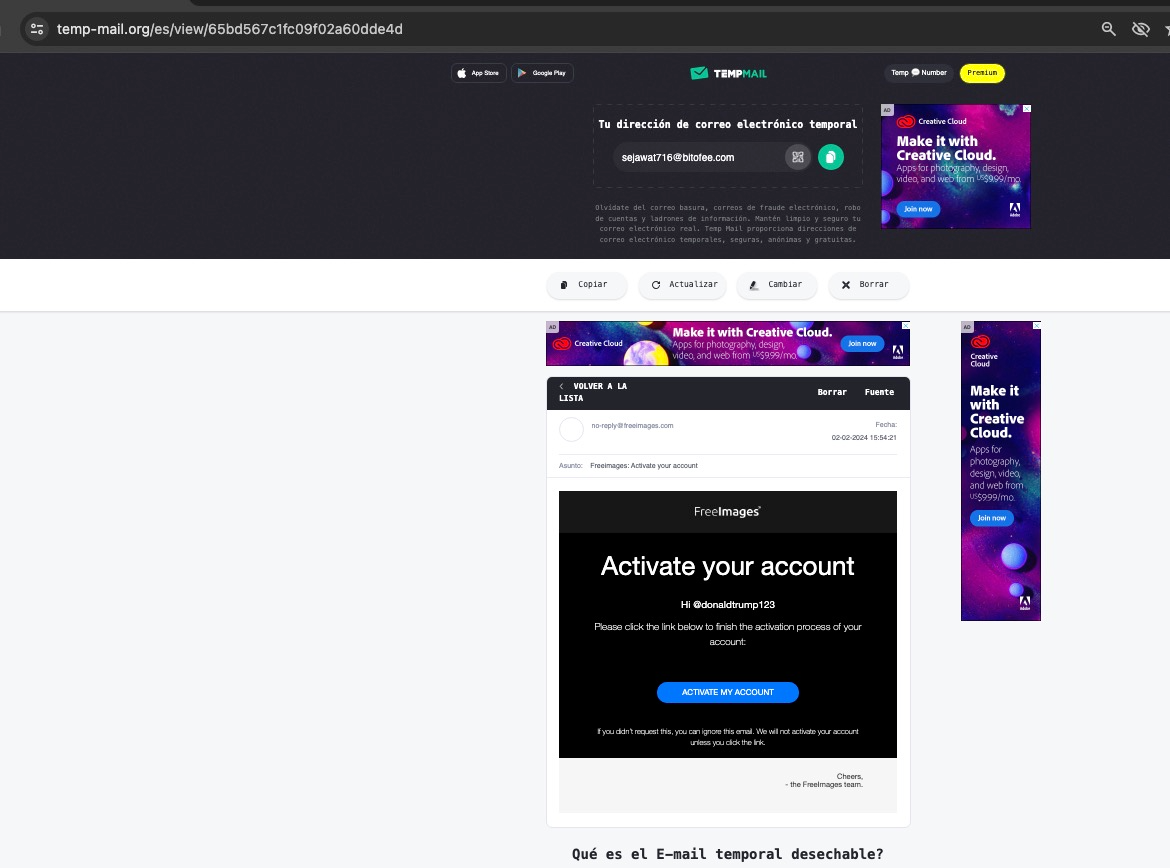 temp-mail.org/es/view/65bd567c1fc09f02a60dde4d
App Store
Google Play
TEMPMAIL
Temp Number
Premium
Tu dirección de correo electrónico temporal
sejawat716@bitofee.com
Olvídate del correo basura, correos de fraude electrónico, robo
de cuentas y ladrones de información. Mantén limpio y seguro tu
correo electrónico real. Temp Mail proporciona direcciones de
correo electrónico temporales, seguras, anónimas y gratuitas.
AD
Creative Cloud
Make it with
Creative Cloud.
Apps for photography, design,
video, and web from US$9.99/mo.
Join now
Adobe
Copiar
Actualizar
Cambiar
Borrar
AD
Creative Cloud
Make it with Creative Cloud.
Apps for photography, design,
video, and web from US$9.99/mo.
Join now
Adobe
VOLVER A LA
LISTA
Borrar
Fuente
no-reply@freeimages.com
Fecha:
02-02-2024 15:54:21
Asunto: Freeimages: Activate your account
FreeImages
Activate your account
Hi @donaldtrump123
Please click the link below to finish the activation process of your
account:
ACTIVATE MY ACCOUNT
If you didn't request this, you can ignore this email. We will not activate your account
unless you click the link.
Cheers,
- the FreeImages team.
AD
Creative
Cloud
Make it
with
Creative
Cloud.
Apps for
photography,
design, video,
and web from
US$9.99/mo.
Join now
Adobe
Qué es el E-mail temporal desechable?